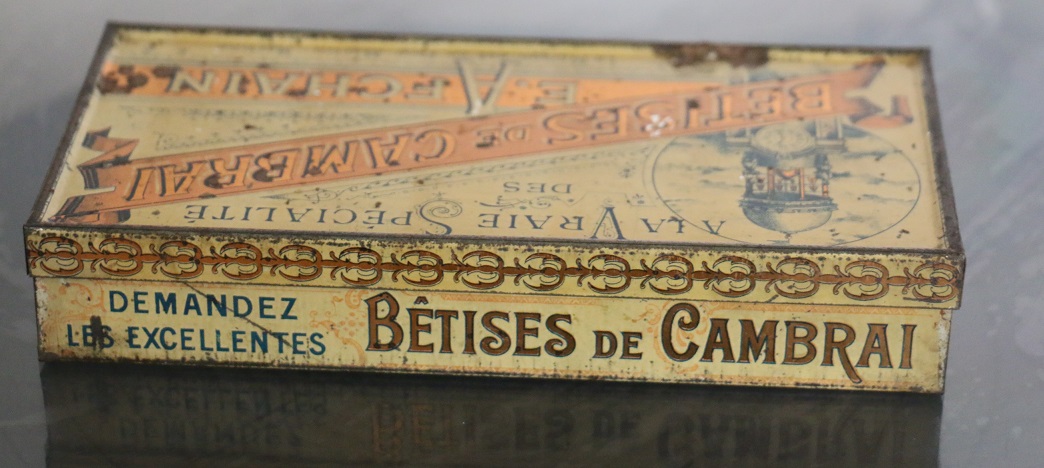 A LA VRAIE SPÉCIALITÉ
DES
BÊTISES DE CAMBRAI
E. AFCHAIN
DEMANDEZ
LES EXCELLENTES
BÊTISES DE CAMBRAI